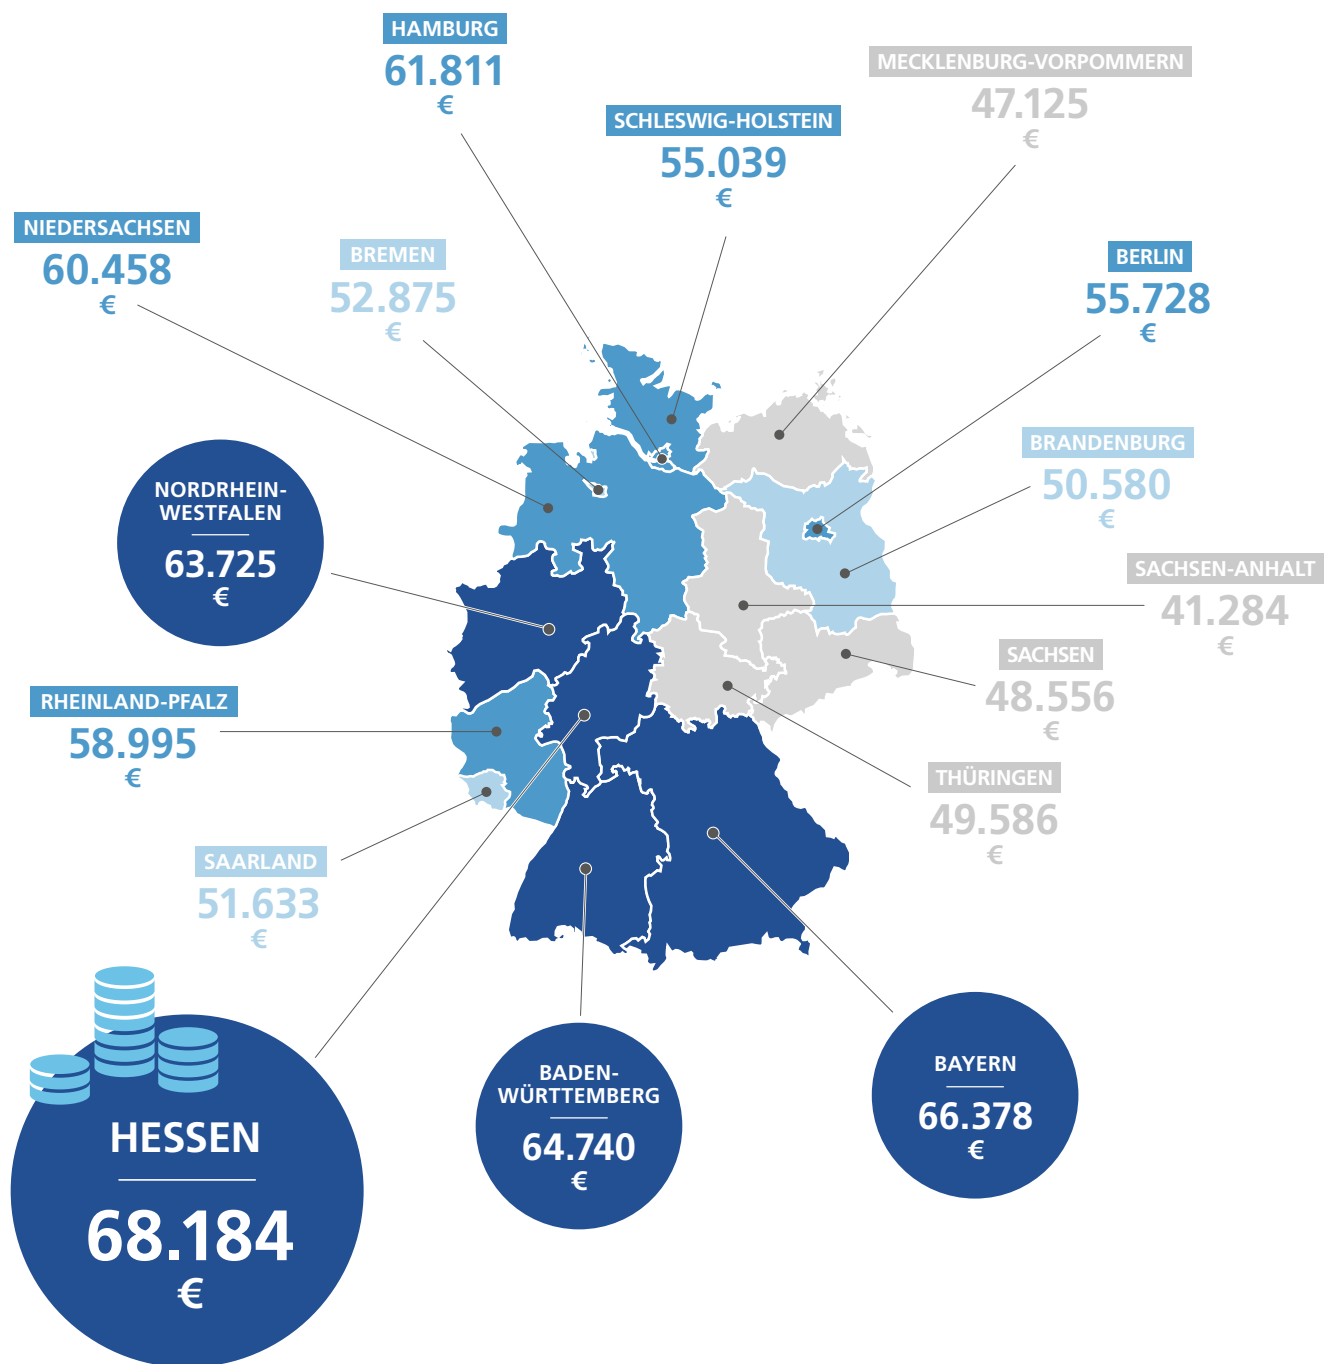 HAMBURG
61.811
€
MECKLENBURG-VORPOMMERN
47.125
€
SCHLESWIG-HOLSTEIN
55.039
€
NIEDERSACHSEN
60.458
€
BREMEN
52.875
€
BERLIN
55.728
€
BRANDENBURG
50.580
€
NORDRHEIN-
WESTFALEN
63.725
€
SACHSEN-ANHALT
41.284
€
SACHSEN
48.556
€
RHEINLAND-PFALZ
58.995
€
THÜRINGEN
49.586
€
SAARLAND
51.633
€
HESSEN
68.184
€
BADEN-
WÜRTTEMBERG
64.740
€
BAYERN
66.378
€